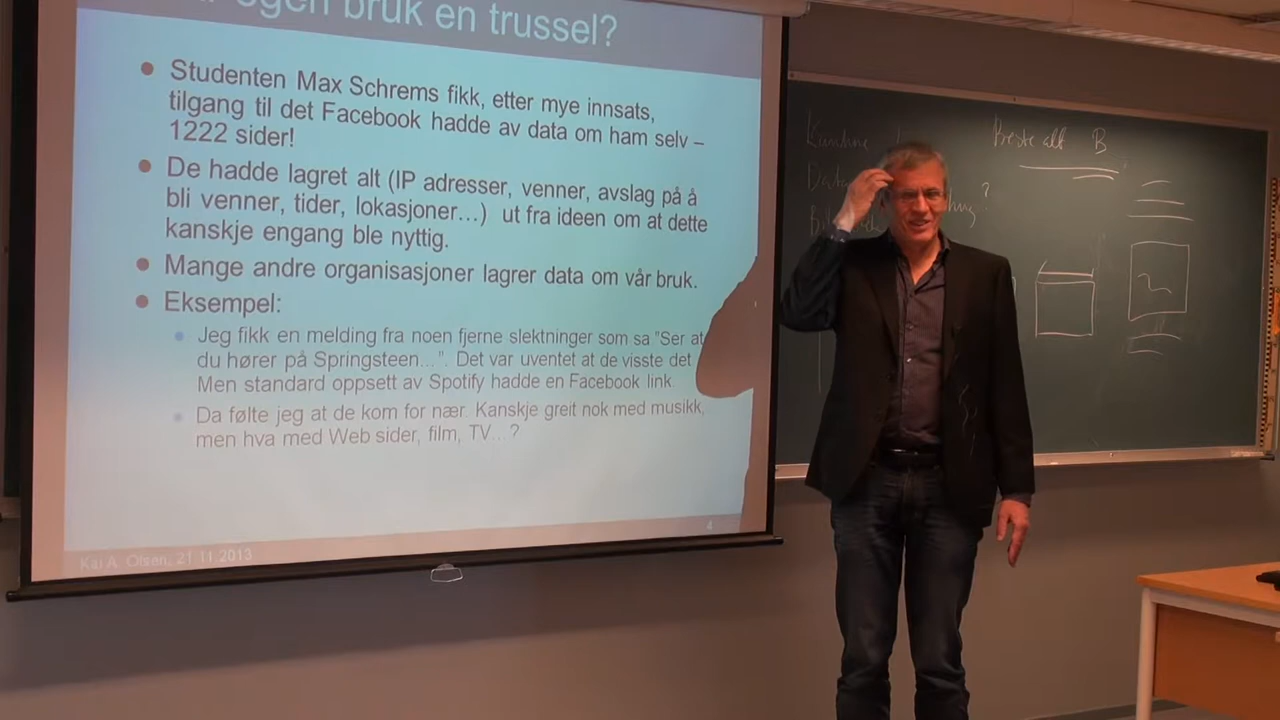 egen bruk en trussel?
Studenten Max Schrems fikk, etter mye innsats,
tilgang til det Facebook hadde av data om ham selv –
1222 sider!
De hadde lagret alt (IP adresser, venner, avslag på å
bli venner, tider, lokasjoner…) ut fra ideen om at dette
kanskje engang ble nyttig.
Mange andre organisasjoner lagrer data om vår bruk.
Eksempel:
Jeg fikk en melding fra noen fjerne slektninger som sa "Ser at
du hører på Springsteen…". Det var uventet at de visste det
Men standard oppsett av Spotify hadde en Facebook link
Da følte jeg at de kom for nær. Kanskje greit nok med musikk,
men hva med Web sider, film, TV…?
Kai A. Olsen, 21.11.2013
4
Beste alt B